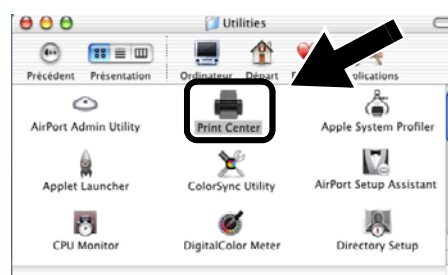 Utilities
Précédent Présentation Ordinateur Départ
AirPort Admin Utility Print Center Apple System Profiler
Applet Launcher ColorSync Utility AirPort Setup Assistant
CPU Monitor DigitalColor Meter Directory Setup